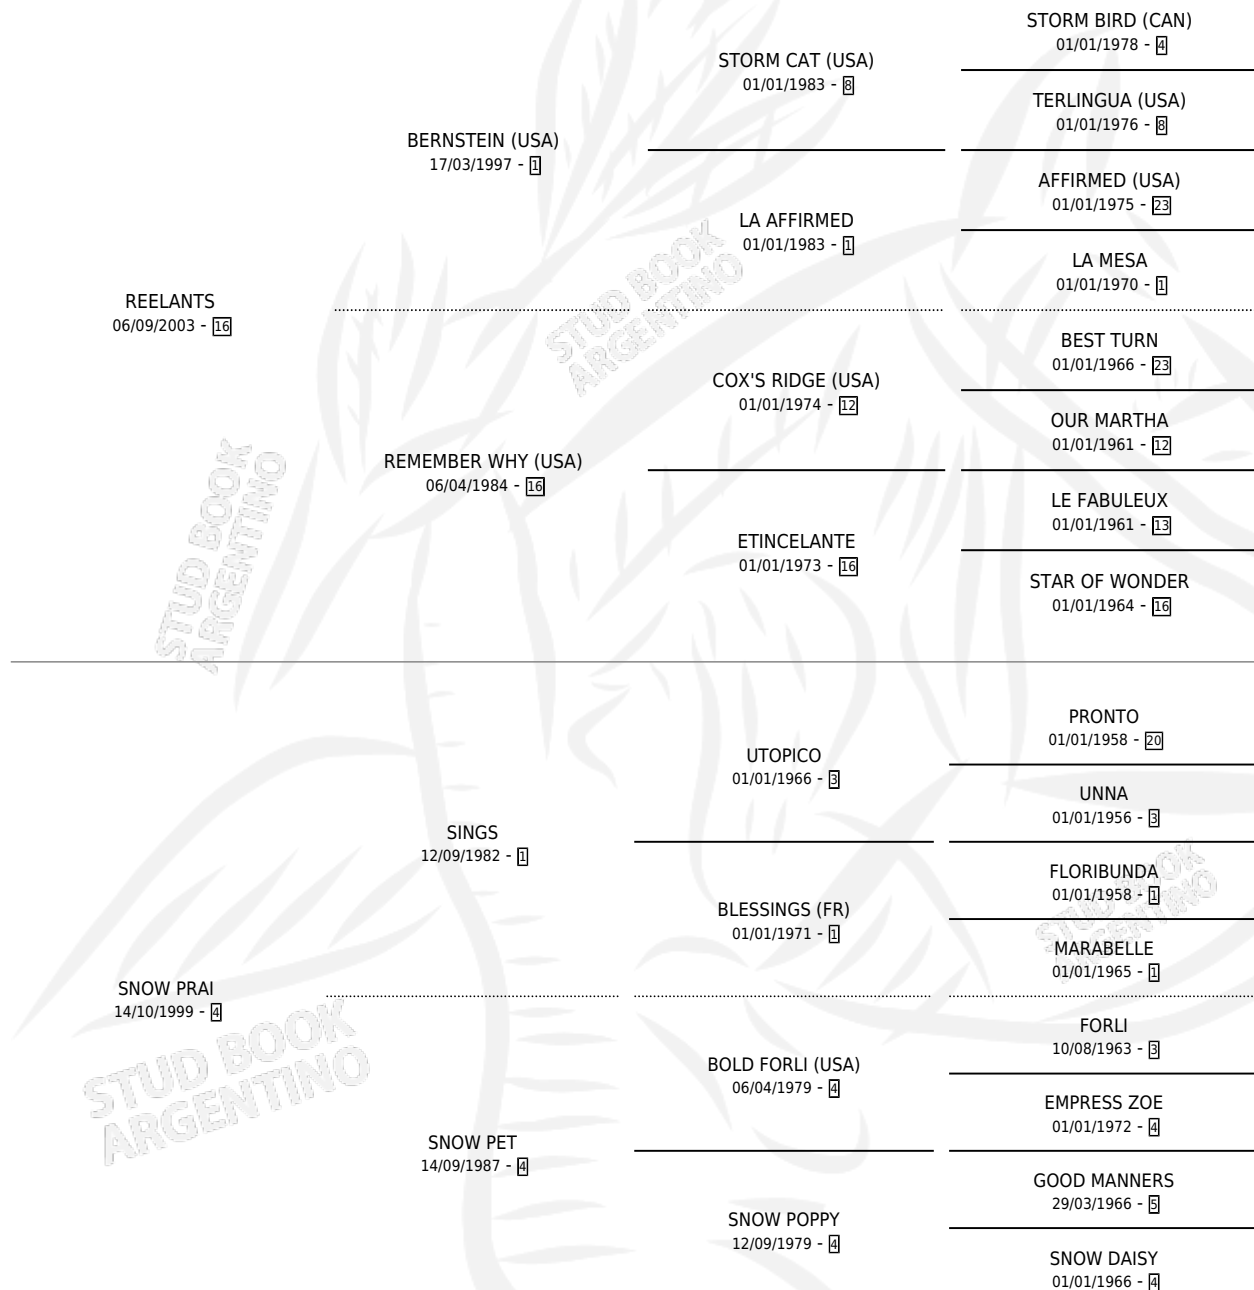 STORM BIRD (CAN)
01/01/1978 - 4
STORM CAT (USA)
01/01/1983 - 8
TERLINGUA (USA)
01/01/1976 - 8
BERNSTEIN (USA)
17/03/1997 - 1
AFFIRMED (USA)
01/01/1975 - 23
LA AFFIRMED
01/01/1983 - 1
LA MESA
01/01/1970 - 1
REELANTS
06/09/2003 - 16
BEST TURN
01/01/1966 - 23
COX'S RIDGE (USA)
01/01/1974 - 12
OUR MARTHA
01/01/1961 - 12
REMEMBER WHY (USA)
06/04/1984 - 16
LE FABULEUX
01/01/1961 - 13
ETINCELANTE
01/01/1973 - 16
STAR OF WONDER
01/01/1964 - 16
PRONTO
01/01/1958 - 20
UTOPICO
01/01/1966 - 3
UNNA
01/01/1956 - 3
SINGS
12/09/1982 - 1
FLORIBUNDA
01/01/1958 - 1
BLESSINGS (FR)
01/01/1971 - 1
MARABELLE
01/01/1965 - 1
SNOW PRAI
14/10/1999 - 4
FORLI
10/08/1963 - 3
BOLD FORLI (USA)
06/04/1979 - 4
EMPRESS ZOE
01/01/1972 - 4
SNOW PET
14/09/1987 - 4
GOOD MANNERS
29/03/1966 - 5
SNOW POPPY
12/09/1979 - 4
SNOW DAISY
01/01/1966 - 4
STUD BOOK
ARGENTINO
STUD BOOK
ARGENTINO
STUD BOOK
ARGENTINO
STUD BOOK
ARGENTINO